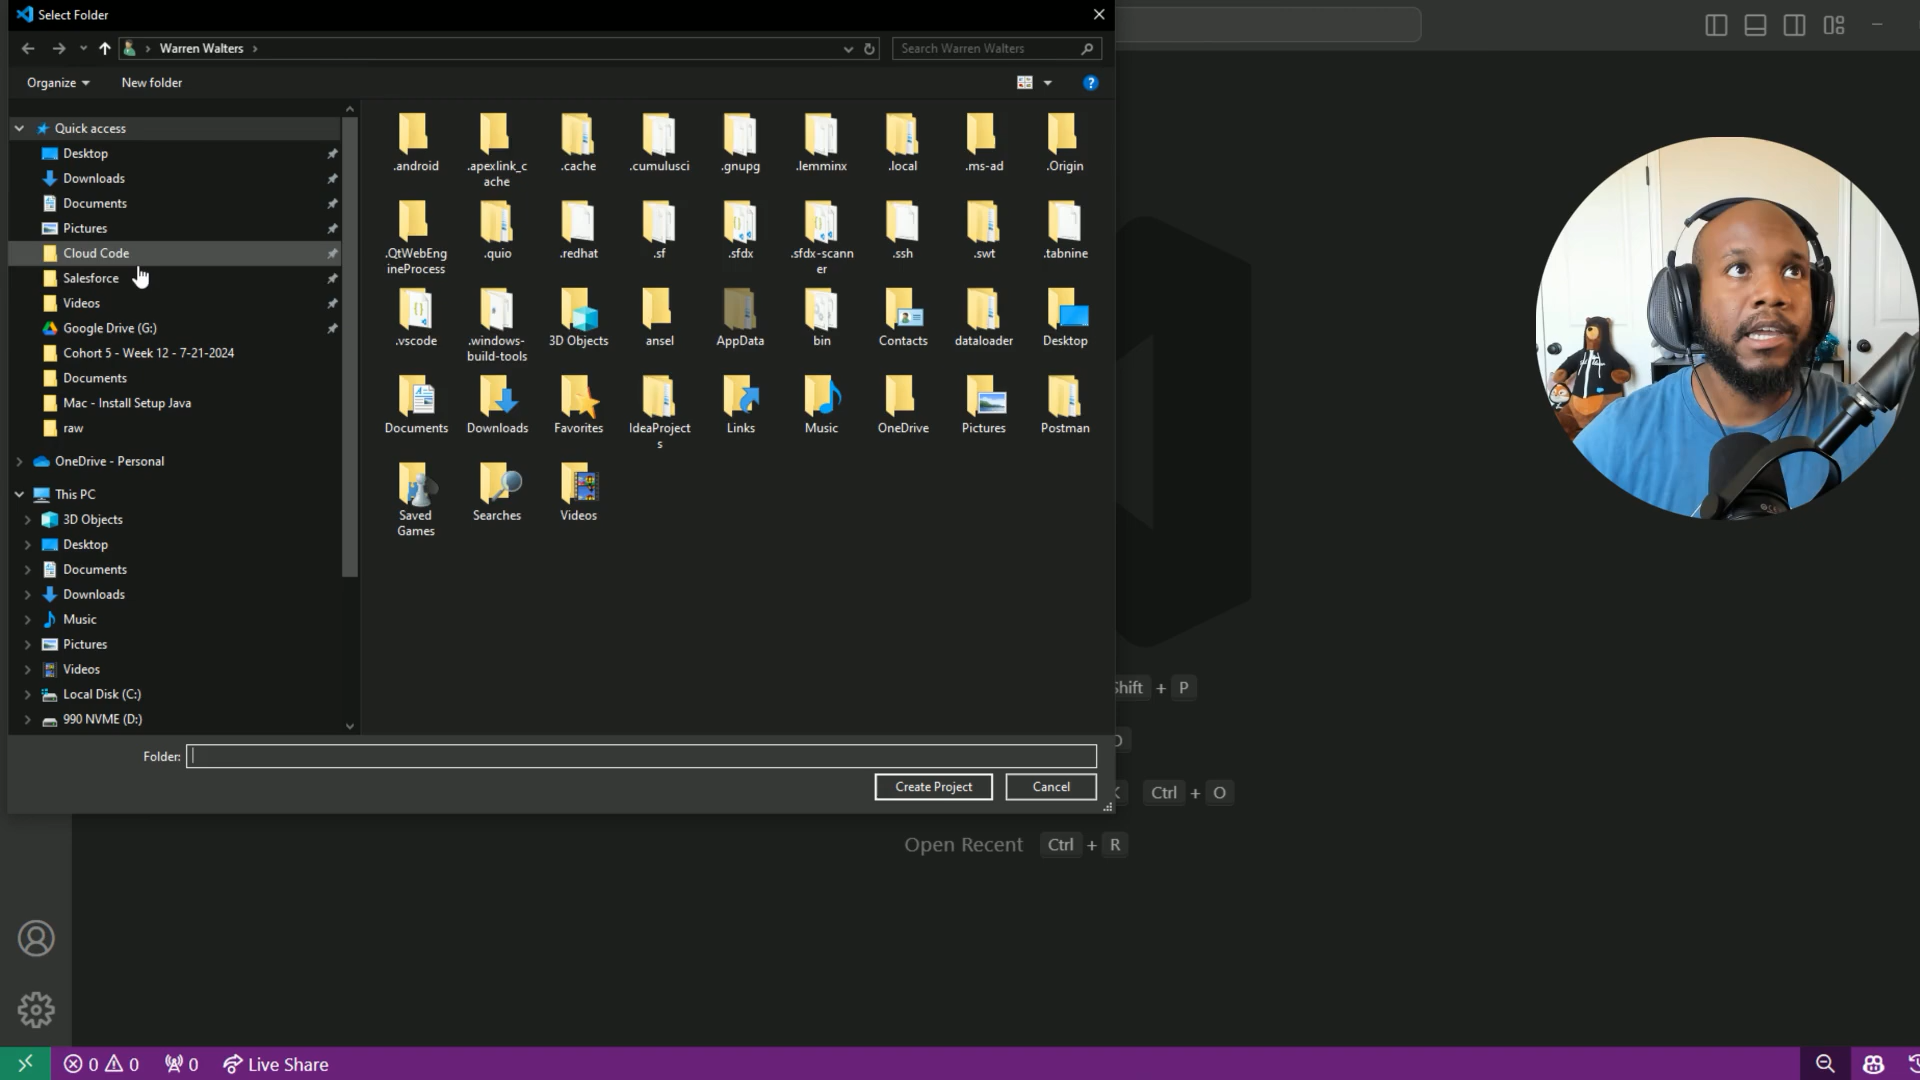 Select Folder
Warren Walters
Search Warren Walters
Organize
New folder
Quick access
Desktop
Downloads
Documents
Pictures
Cloud Code
Salesforce
Videos
Google Drive (G:)
Cohort 5 - Week 12 - 7-21-2024
Documents
Mac - Install Setup Java
raw
OneDrive - Personal
This PC
3D Objects
Desktop
Documents
Downloads
Music
Pictures
Videos
Local Disk (C:)
990 NVME (D:)
.android
.apexlink_c
ache
.cache
.cumulusci
.gnupg
.lemminx
.local
.ms-ad
.Origin
.QtWebEng
ineProcess
.quio
.redhat
.sf
.sfdx
.sfdx-scann
er
.ssh
.swt
.tabnine
.vscode
.windows-
build-tools
3D Objects
ansel
AppData
bin
Contacts
dataloader
Desktop
Documents
Downloads
Favorites
IdeaProject
s
Links
Music
OneDrive
Pictures
Postman
Saved
Games
Searches
Videos
Folder:
Create Project
Cancel
Shift + P
O
K Ctrl + O
Open Recent Ctrl + R
0 0 0 Live Share